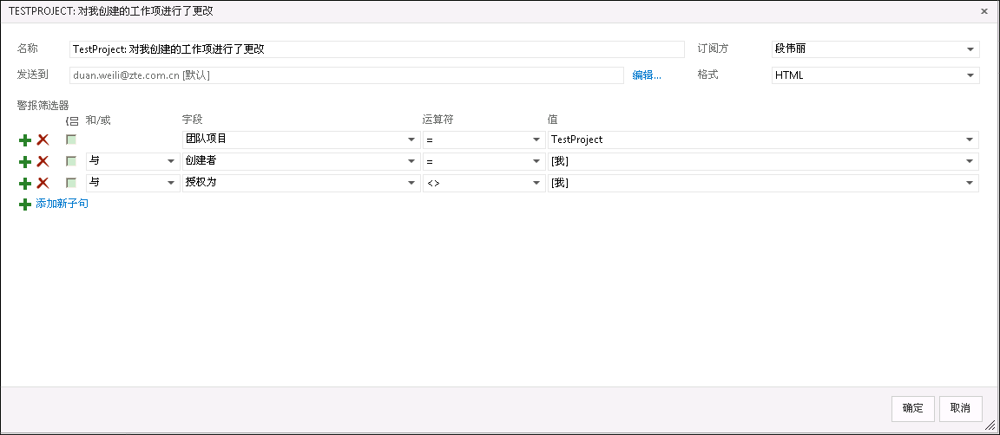 TESTPROJECT: 对我创建的工作项进行了更改
名称 TestProject: 对我创建的工作项进行了更改 订阅方 段伟丽
发送到 duan.weili@zte.com.cn [默认] 编辑... 格式 HTML
警报筛选器
和/或 字段 运算符 值
团队项目 = TestProject
与 创建者 = [我]
与 授权为 <> [我]
添加新子句
确定 取消